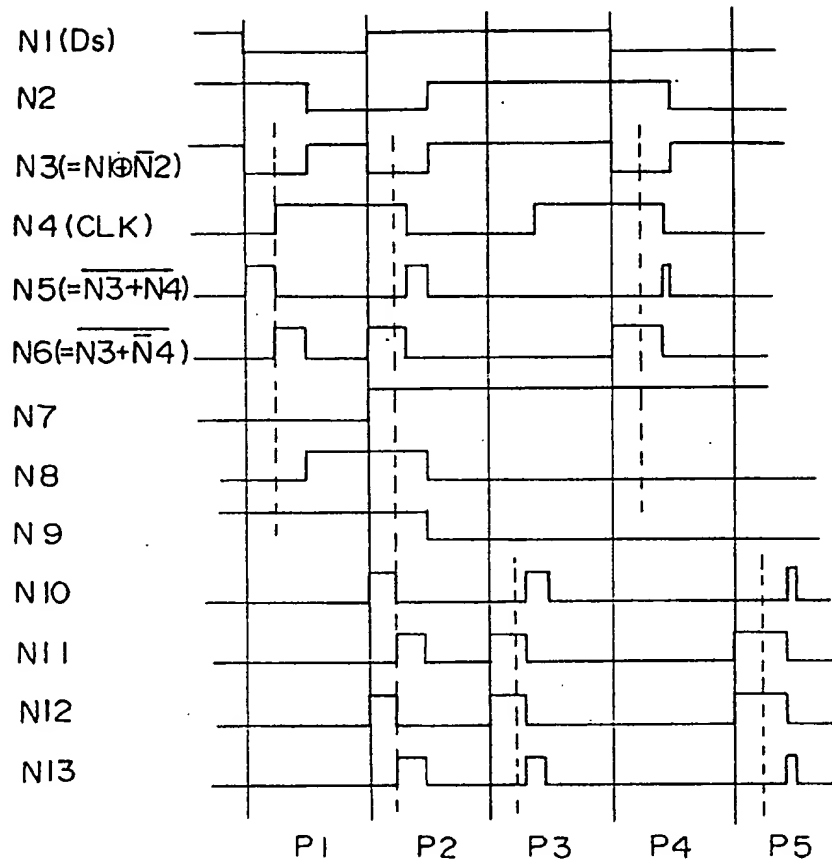 N1(Ds)
N2
N3(=N1⊕N̄2)
N4(CLK)
N5(=N̅3̅+̅N̅4̅)
N6(=N̅3̅+̅N̿4̅)
N7
N8
N9
N10
N11
N12
N13
P1 P2 P3 P4 P5